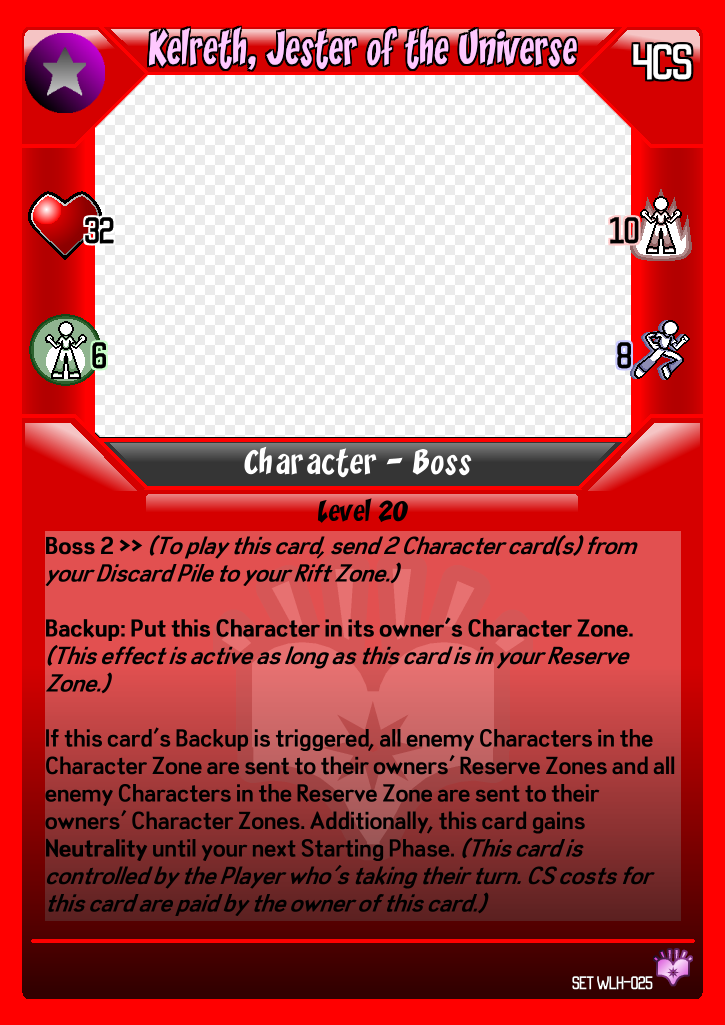 Kelreth, Jester of the Universe
4CS
32
10
6
8
Character - Boss
Level 20
Boss 2 >> (To play this card, send 2 Character card(s) from
your Discard Pile to your Rift Zone.)
Backup: Put this Character in its owner's Character Zone.
(This effect is active as long as this card is in your Reserve
Zone.)
If this card's Backup is triggered, all enemy Characters in the
Character Zone are sent to their owners' Reserve Zones and all
enemy Characters in the Reserve Zone are sent to their
owners' Character Zones. Additionally, this card gains
Neutrality until your next Starting Phase. (This card is
controlled by the Player who's taking their turn. CS costs for
this card are paid by the owner of this card.)
SET WLH-025